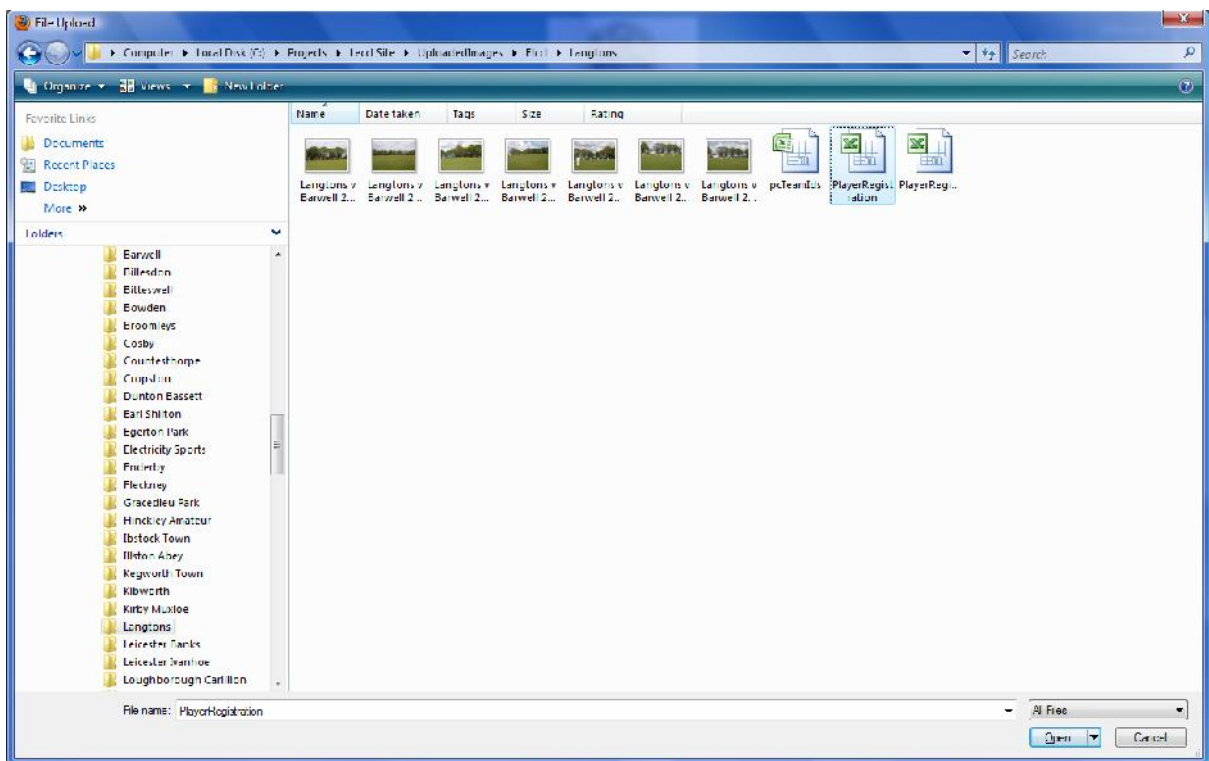 File Upload
Computer Local Disk (C:) Projects Lccl Site UploadedImages First Langtons
Search
Organize Views New Folder
Favorite Links
Documents
Recent Places
Desktop
More »
Folders
Barwell
Billesdon
Bitteswell
Bowden
Broomleys
Cosby
Countesthorpe
Cropston
Dunton Bassett
Earl Shilton
Egerton Park
Electricity Sports
Enderby
Fleckney
Gracedieu Park
Hinckley Amateur
Ibstock Town
Illston Abey
Kegworth Town
Kibworth
Kirby Muxloe
Langtons
Leicester Banks
Leicester Ivanhoe
Loughborough Carillion
Name Date taken Tags Size Rating
Langtons v Barwell 2...
Langtons v Barwell 2...
Langtons v Barwell 2...
Langtons v Barwell 2...
Langtons v Barwell 2...
Langtons v Barwell 2...
Langtons v Barwell 2...
pcTeamIds
PlayerRegistration
PlayerReg...
File name: PlayerRegistration
All Files
Open Cancel